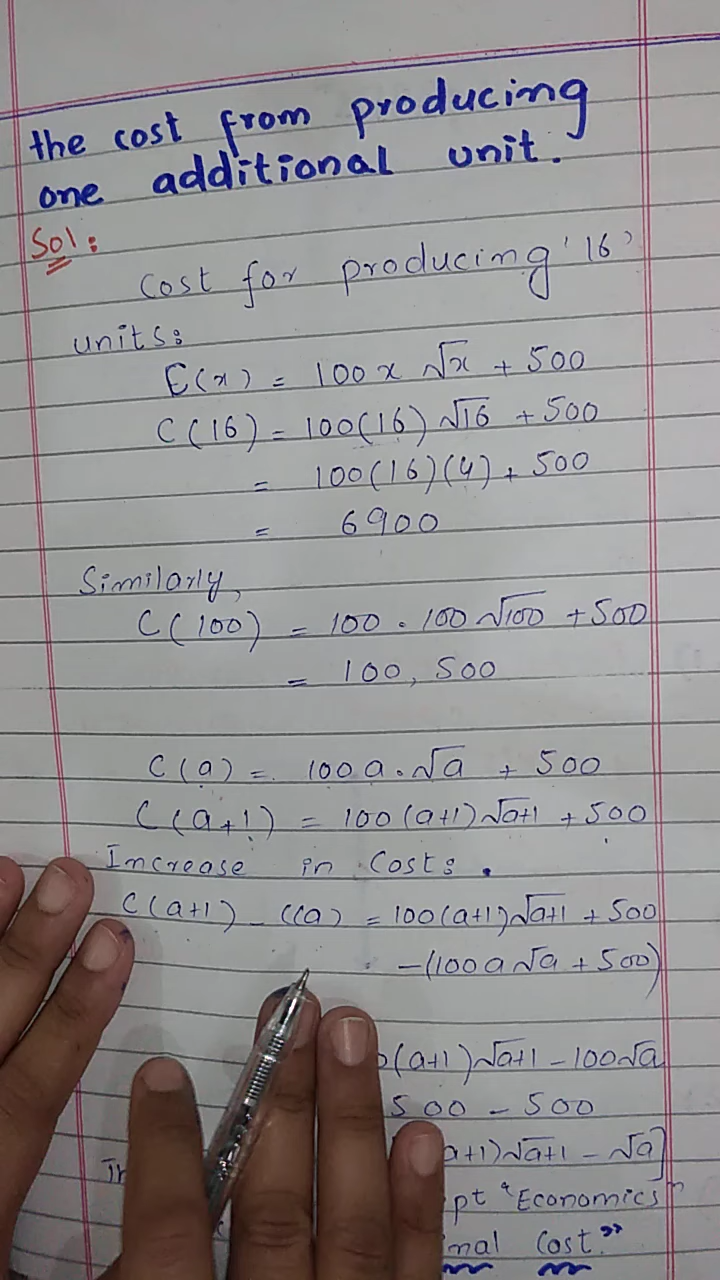 the cost from producing
one additional unit.
Sol:
Cost for producing '16'
units:
C(x) = 100x √x + 500
C(16) = 100(16) √16 + 500
= 100(16)(4) + 500
= 6900
Similarly,
C(100) = 100 . 100 √100 + 500
= 100,500
C(a) = 100a.√a + 500
C(a+1) = 100(a+1)√a+1 + 500
Increase in Cost:
C(a+1) - C(a) = 100(a+1)√a+1 + 500
-(100a√a + 500)
(a+1)√a+1 - 100√a
500 - 500
a+1)√a+1 - √a]
"Economics"
Cost"